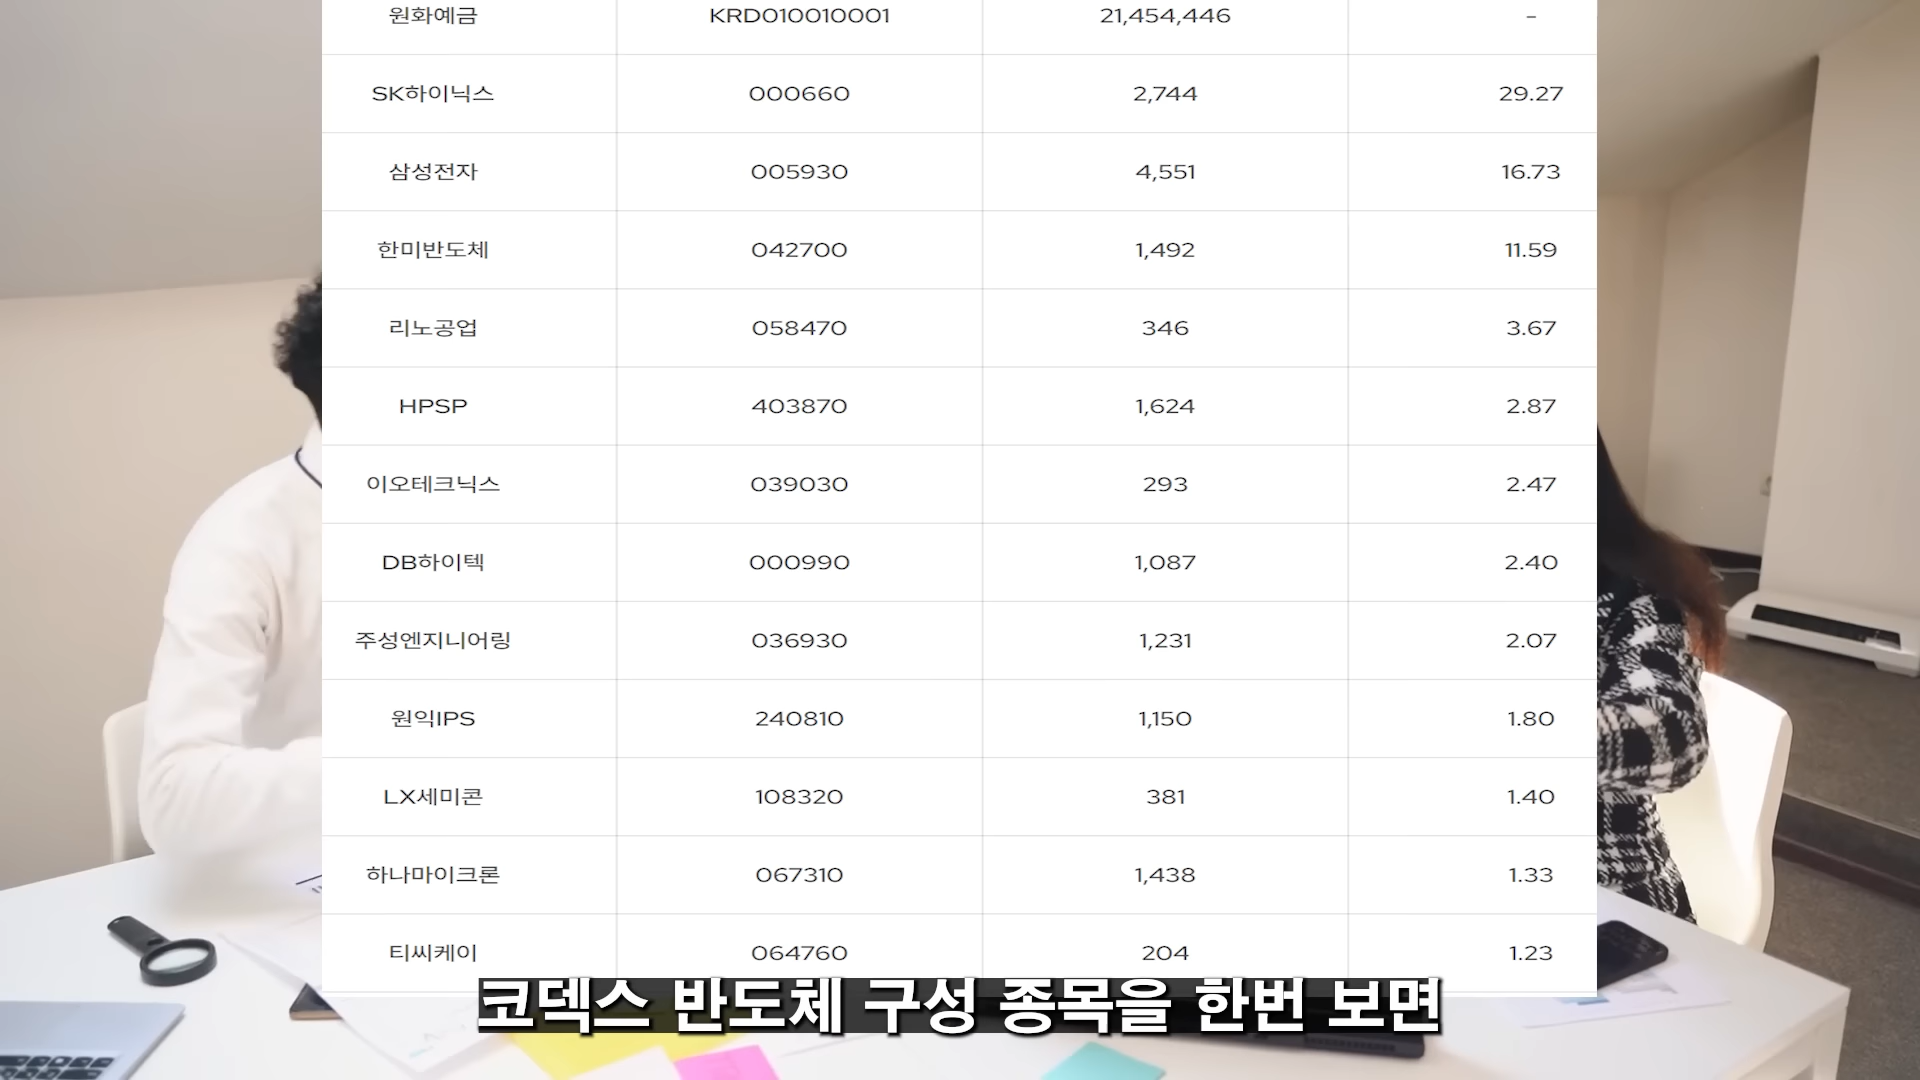 원화예금 KRD010010001 21,454,446 -
SK하이닉스 000660 2,744 29.27
삼성전자 005930 4,551 16.73
한미반도체 042700 1,492 11.59
리노공업 058470 346 3.67
HPSP 403870 1,624 2.87
이오테크닉스 039030 293 2.47
DB하이텍 000990 1,087 2.40
주성엔지니어링 036930 1,231 2.07
원익IPS 240810 1,150 1.80
LX세미콘 108320 381 1.40
하나마이크론 067310 1,438 1.33
티씨케이 064760 204 1.23
코덱스 반도체 구성 종목을 한번 보면